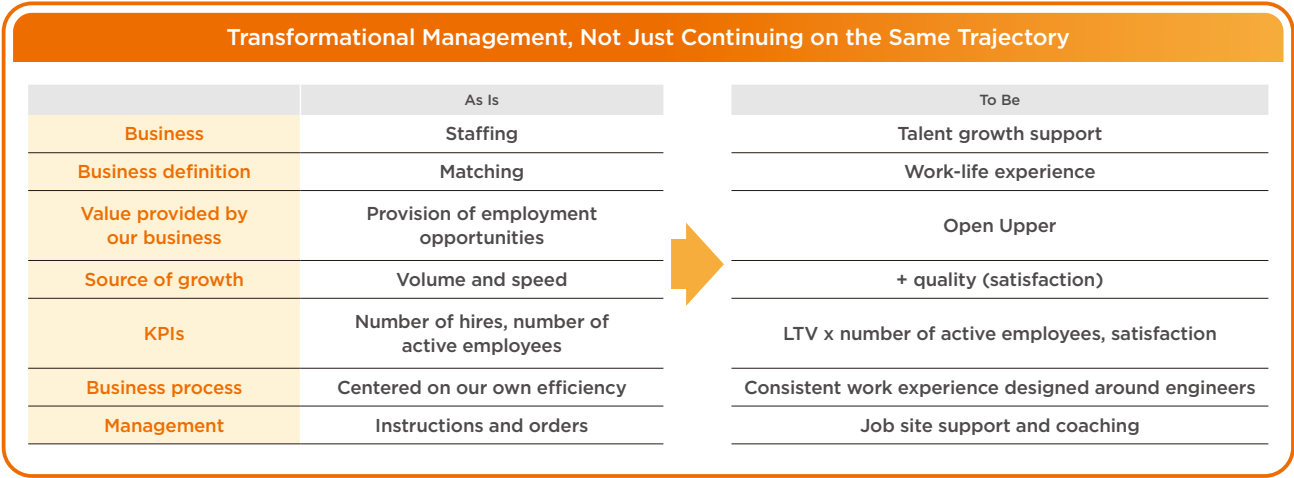 Transformational Management, Not Just Continuing on the Same Trajectory
As Is
To Be
Business
Staffing
Talent growth support
Business definition
Matching
Work-life experience
Value provided by
our business
Provision of employment
opportunities
Open Upper
Source of growth
Volume and speed
+ quality (satisfaction)
KPIs
Number of hires, number of
active employees
LTV x number of active employees, satisfaction
Business process
Centered on our own efficiency
Consistent work experience designed around engineers
Management
Instructions and orders
Job site support and coaching